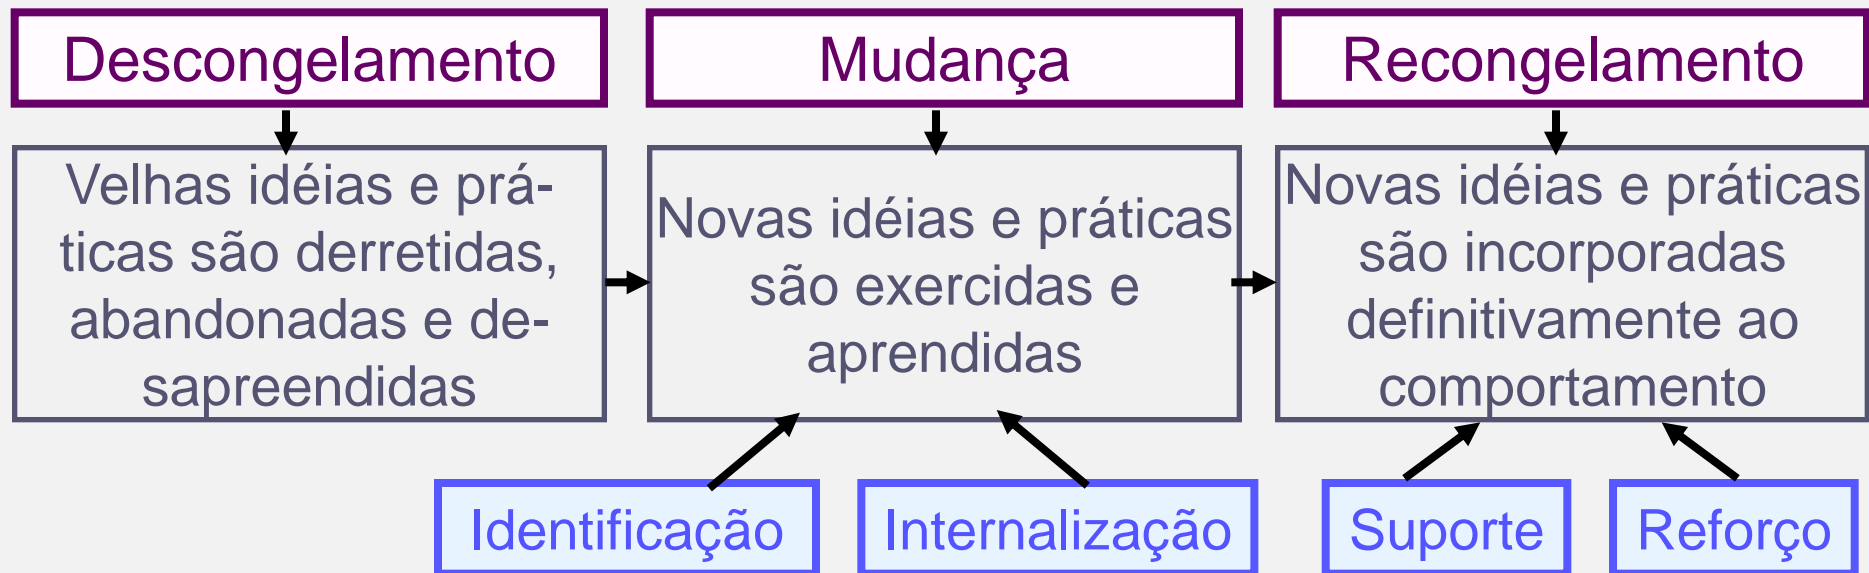 Descongelamento
Mudança
Recongelamento
Velhas idéias e prá-
ticas são derretidas,
abandonadas e de-
sapreendidas
Novas idéias e práticas
são exercidas e
aprendidas
Novas idéias e práticas
são incorporadas
definitivamente ao
comportamento
Identificação
Internalização
Suporte
Reforço